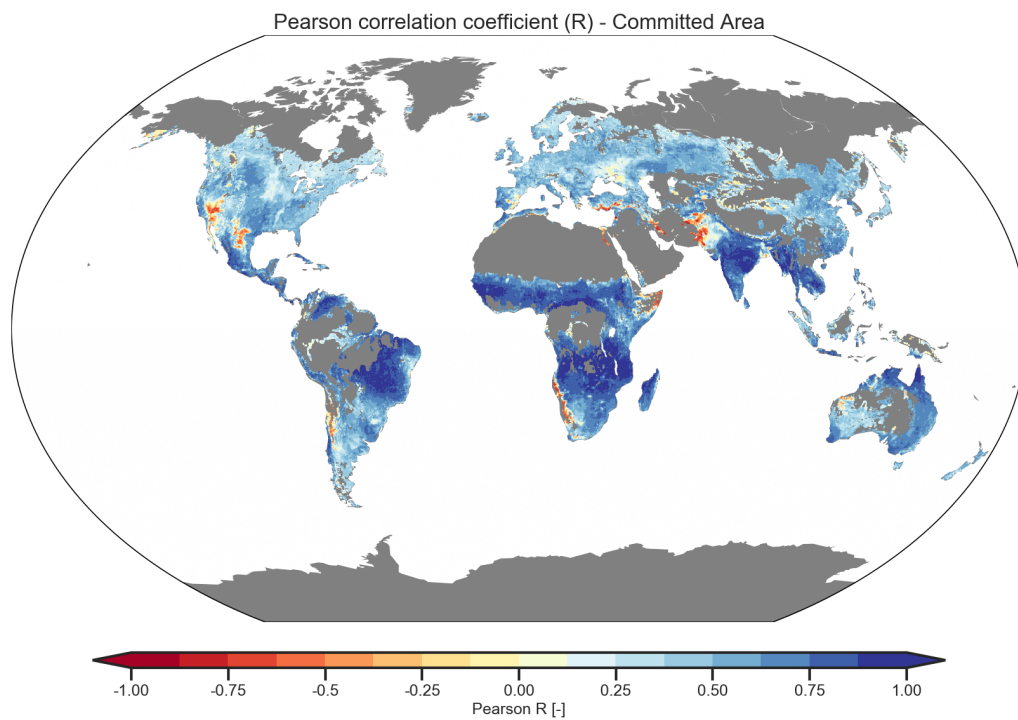 Pearson correlation coefficient (R) - Committed Area
-1.00 -0.75 -0.5 -0.25 0.00 0.25 0.50 0.75 1.00
Pearson R [-]